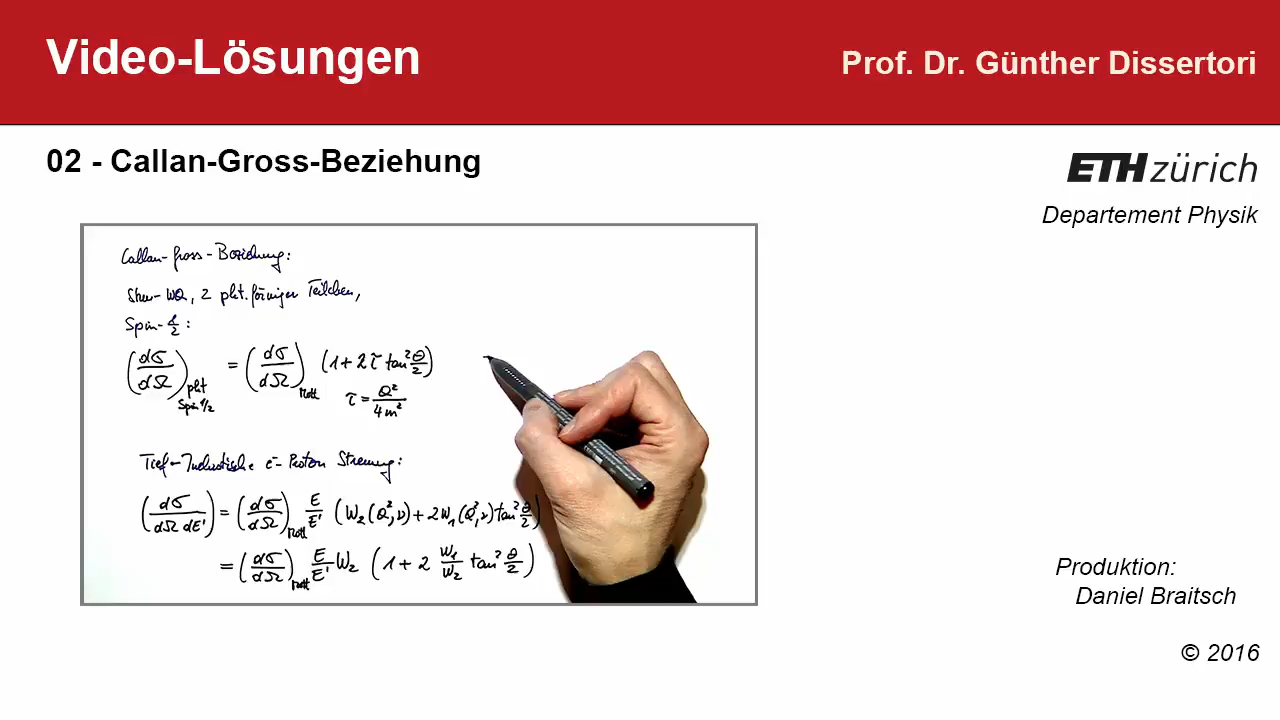 Video-Lösungen
Prof. Dr. Günther Dissertori
02 - Callan-Gross-Beziehung
ETH zürich
Departement Physik
Callan-Gross-Beziehung:
Streu-WQ, 2 pkt.förmiger Teilchen,
Spin-1/2:
(dσ/dΩ)pkt Spin 1/2 = (dσ/dΩ)Mott (1+2τ tan² θ/2)
τ = Q²/4m²
Tief-Inelastische e⁻-Proton Streuung:
(dσ/dΩ dE') = (dσ/dΩ)Mott E/E' (W₂(Q²,ν)+2W₁(Q²,ν)tan² θ/2)
= (dσ/dΩ)Mott E/E' W₂ (1+2 W₁/W₂ tan² θ/2)
Produktion:
Daniel Braitsch
© 2016